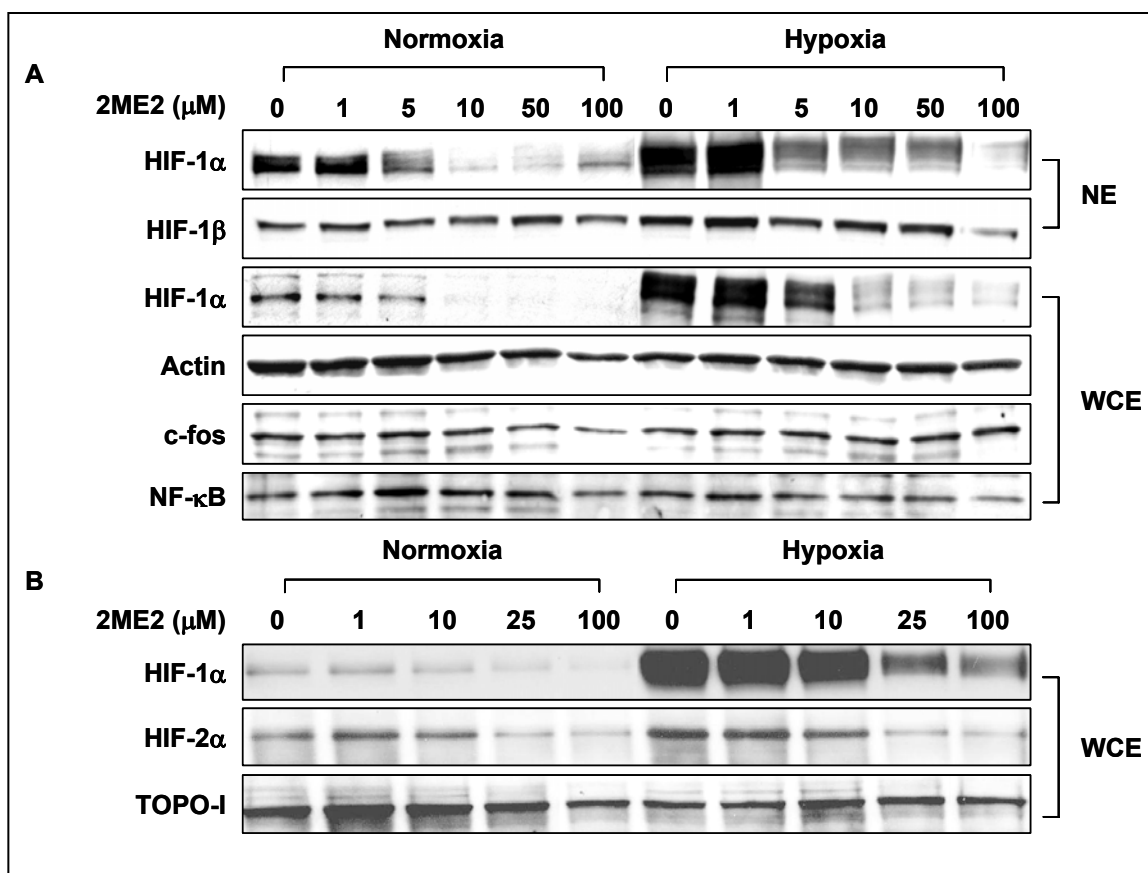 Normoxia Hypoxia
A
2ME2 (μM) 0 1 5 10 50 100 0 1 5 10 50 100
HIF-1α
NE
HIF-1β
HIF-1α
Actin
WCE
c-fos
NF-κB
Normoxia Hypoxia
B
2ME2 (μM) 0 1 10 25 100 0 1 10 25 100
HIF-1α
HIF-2α
WCE
TOPO-I